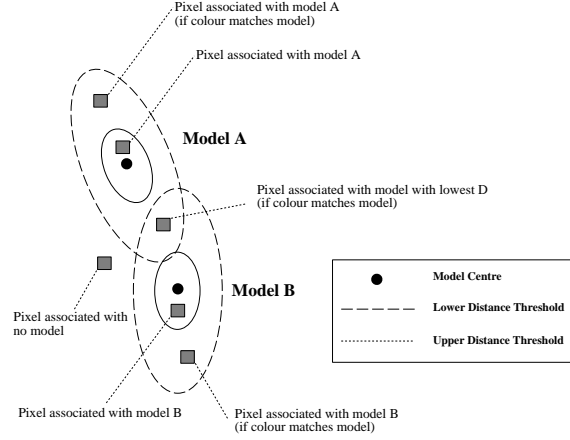 Pixel associated with model A
(if colour matches model)
Pixel associated with model A
Model A
Pixel associated with model with lowest D
(if colour matches model)
Model B
Pixel associated with
no model
Pixel associated with model B
Pixel associated with model B
(if colour matches model)
Model Centre
Lower Distance Threshold
Upper Distance Threshold